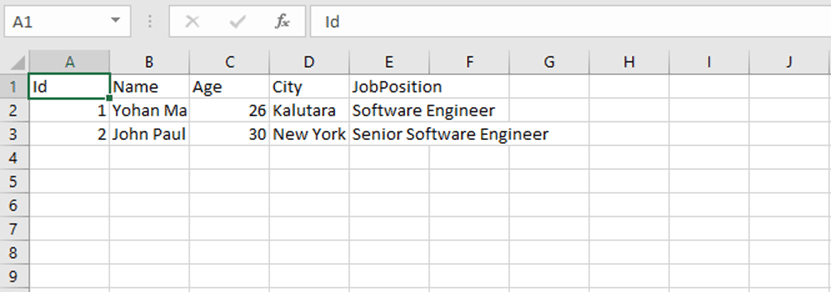 A1 fx Id
A B C D E F G H I J
1 Id Name Age City JobPosition
2 1 Yohan Ma 26 Kalutara Software Engineer
3 2 John Paul 30 New York Senior Software Engineer
4
5
6
7
8
9